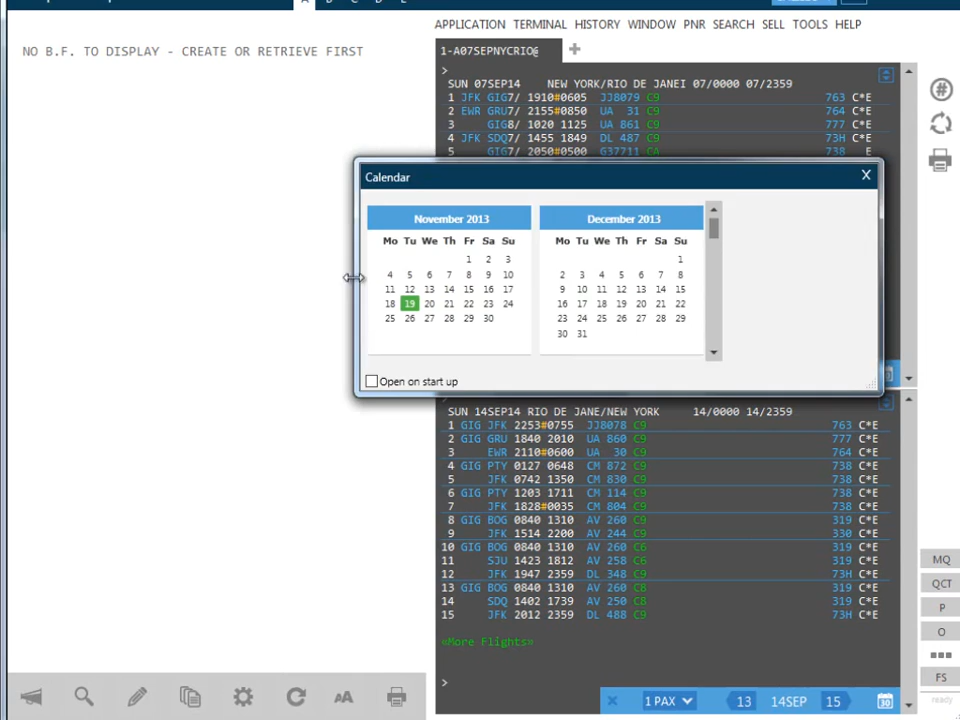 APPLICATION TERMINAL HISTORY WINDOW PNR SEARCH SELL TOOLS HELP
NO B.F. TO DISPLAY - CREATE OR RETRIEVE FIRST
1-A07SEPNYCRIO@ +
>
SUN 07SEP14 NEW YORK/RIO DE JANEI 07/0000 07/2359
1 JFK GIG7/ 1910#0605 JJ8079 C9 763 C*E
2 EWR GRU7/ 2155#0850 UA 31 C9 764 C*E
3 GIG8/ 1020 1125 UA 861 C9 777 C*E
4 JFK SDQ7/ 1455 1849 DL 487 C9 73H C*E
5 GIG7/ 2050#0500 G37711 CA 738 E
Calendar X
November 2013
Mo Tu We Th Fr Sa Su
1 2 3
4 5 6 7 8 9 10
11 12 13 14 15 16 17
18 19 20 21 22 23 24
25 26 27 28 29 30
December 2013
Mo Tu We Th Fr Sa Su
1
2 3 4 5 6 7 8
9 10 11 12 13 14 15
16 17 18 19 20 21 22
23 24 25 26 27 28 29
30 31
Open on start up
SUN 14SEP14 RIO DE JANE/NEW YORK 14/0000 14/2359
1 GIG JFK 2253#0755 JJ8078 C9 763 C*E
2 GIG GRU 1840 2010 UA 860 C9 777 C*E
3 EWR 2110#0600 UA 30 C9 764 C*E
4 GIG PTY 0127 0648 CM 872 C9 738 C*E
5 JFK 0742 1350 CM 830 C9 738 C*E
6 GIG PTY 1203 1711 CM 114 C9 738 C*E
7 JFK 1828#0035 CM 804 C9 738 C*E
8 GIG BOG 0840 1310 AV 260 C9 319 C*E
9 JFK 1514 2200 AV 244 C9 330 C*E
10 GIG BOG 0840 1310 AV 260 C6 319 C*E
11 SJU 1423 1812 AV 258 C6 319 C*E
12 JFK 1947 2359 DL 348 C9 73H C*E
13 GIG BOG 0840 1310 AV 260 C8 319 C*E
14 SDQ 1402 1739 AV 250 C8 319 C*E
15 JFK 2012 2359 DL 488 C9 73H C*E
«More Flights»
>
1 PAX 13 14SEP 15 30
#
MQ
QCT
P
O
FS
ready
AA